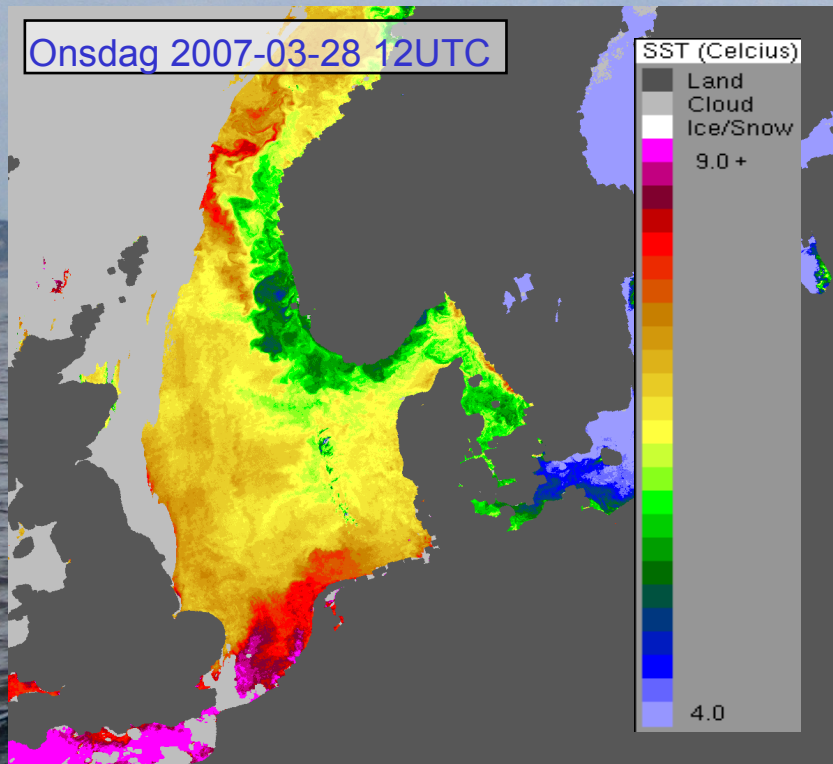 Onsdag 2007-03-28 12UTC
SST (Celcius)
Land
Cloud
Ice/Snow
9.0 +
4.0